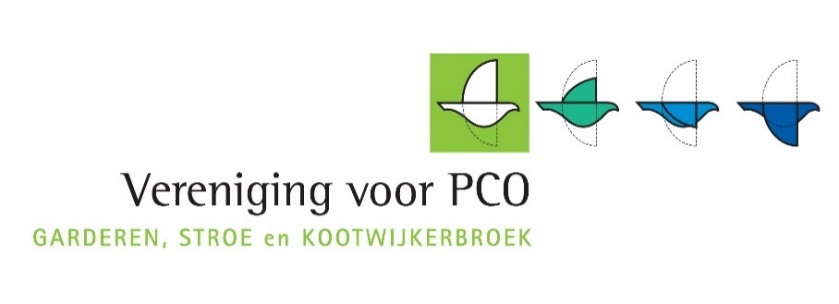 Vereniging voor PCO
GARDEREN, STROE en KOOTWIJKERBROEK